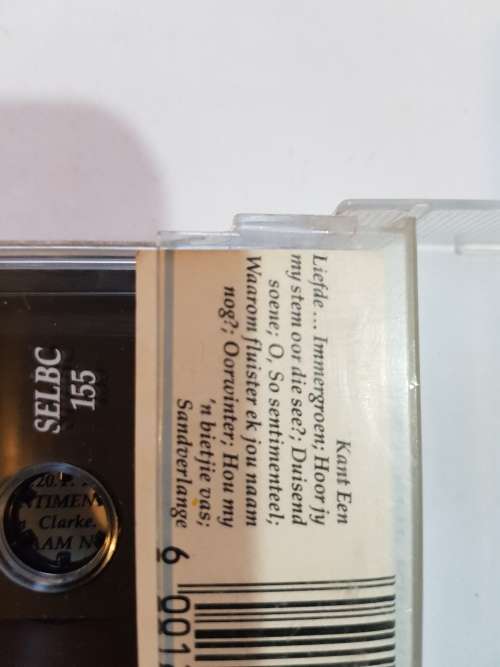 Kant Een
Liefde ... Immergroen; Hoor jy
my stem oor die see?; Duisend
soene; O, So sentimenteel;
Waarom fluister ek jou naam
nog?; Oorwinter; Hou my
'n bietjie vas;
Sandverlange
SELBC
155
Clarke.
6 001